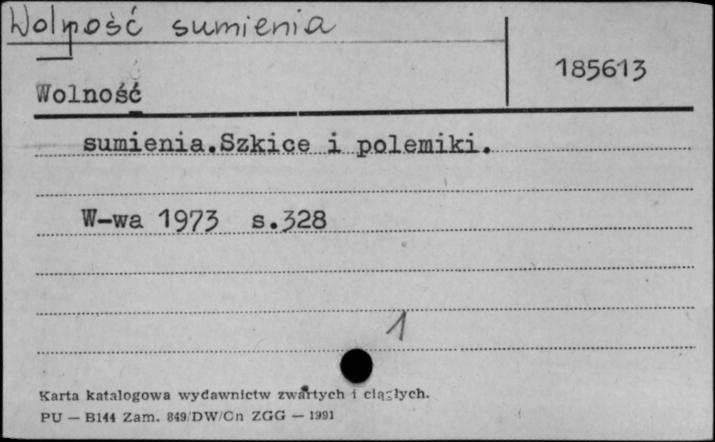 Wolność sumienia
185613
Wolność
sumienia.Szkice i polemiki.
W-wa 1973 s.328
1
Karta katalogowa wydawnictw zwartych i ciągłych.
PU — B144 Zam. 849/DW/Cn ZGG — 1991